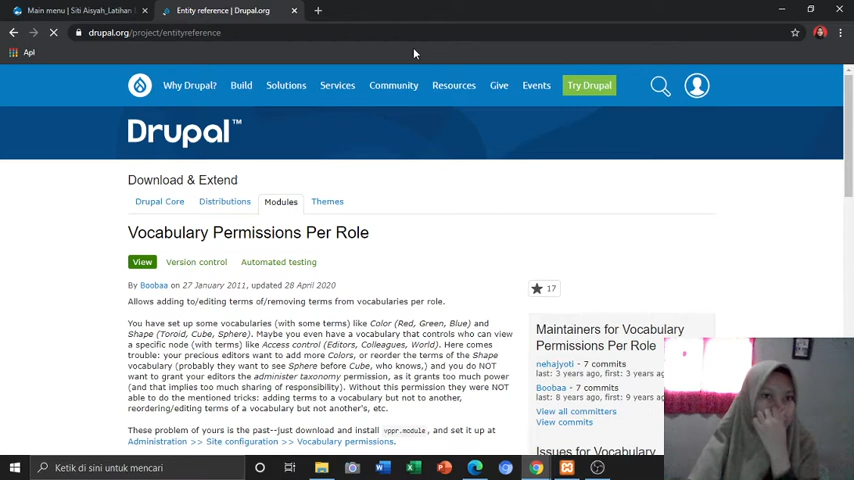 Main menu | Siti Aisyah_Latihan
Entity reference | Drupal.org
drupal.org/project/entityreference
Apl
Why Drupal?
Build
Solutions
Services
Community
Resources
Give
Events
Try Drupal
Drupal™
Download & Extend
Drupal Core
Distributions
Modules
Themes
Vocabulary Permissions Per Role
View
Version control
Automated testing
By Boobaa on 27 January 2011, updated 28 April 2020
17
Allows adding to/editing terms of/removing terms from vocabularies per role.
You have set up some vocabularies (with some terms) like Color (Red, Green, Blue) and
Shape (Toroid, Cube, Sphere). Maybe you even have a vocabulary that controls who can view
a specific node (with terms) like Access control (Editors, Colleagues, World). Here comes
trouble: your precious editors want to add more Colors, or reorder the terms of the Shape
vocabulary (probably they want to see Sphere before Cube, who knows,) and you do NOT
want to grant your editors the administer taxonomy permission, as it grants too much power
(and that implies too much sharing of responsibility). Without this permission they were NOT
able to do the mentioned tricks: adding terms to a vocabulary but not to another,
reordering/editing terms of a vocabulary but not another's, etc.
These problem of yours is the past--just download and install vppr.module, and set it up at
Administration >> Site configuration >> Vocabulary permissions.
Maintainers for Vocabulary
Permissions Per Role
nehajyoti - 7 commits
last: 3 years ago, first: 3 years ag
Boobaa - 7 commits
last: 8 years ago, first: 9 years ag
View all committers
View commits
Issues for Vocabulary
Ketik di sini untuk mencari